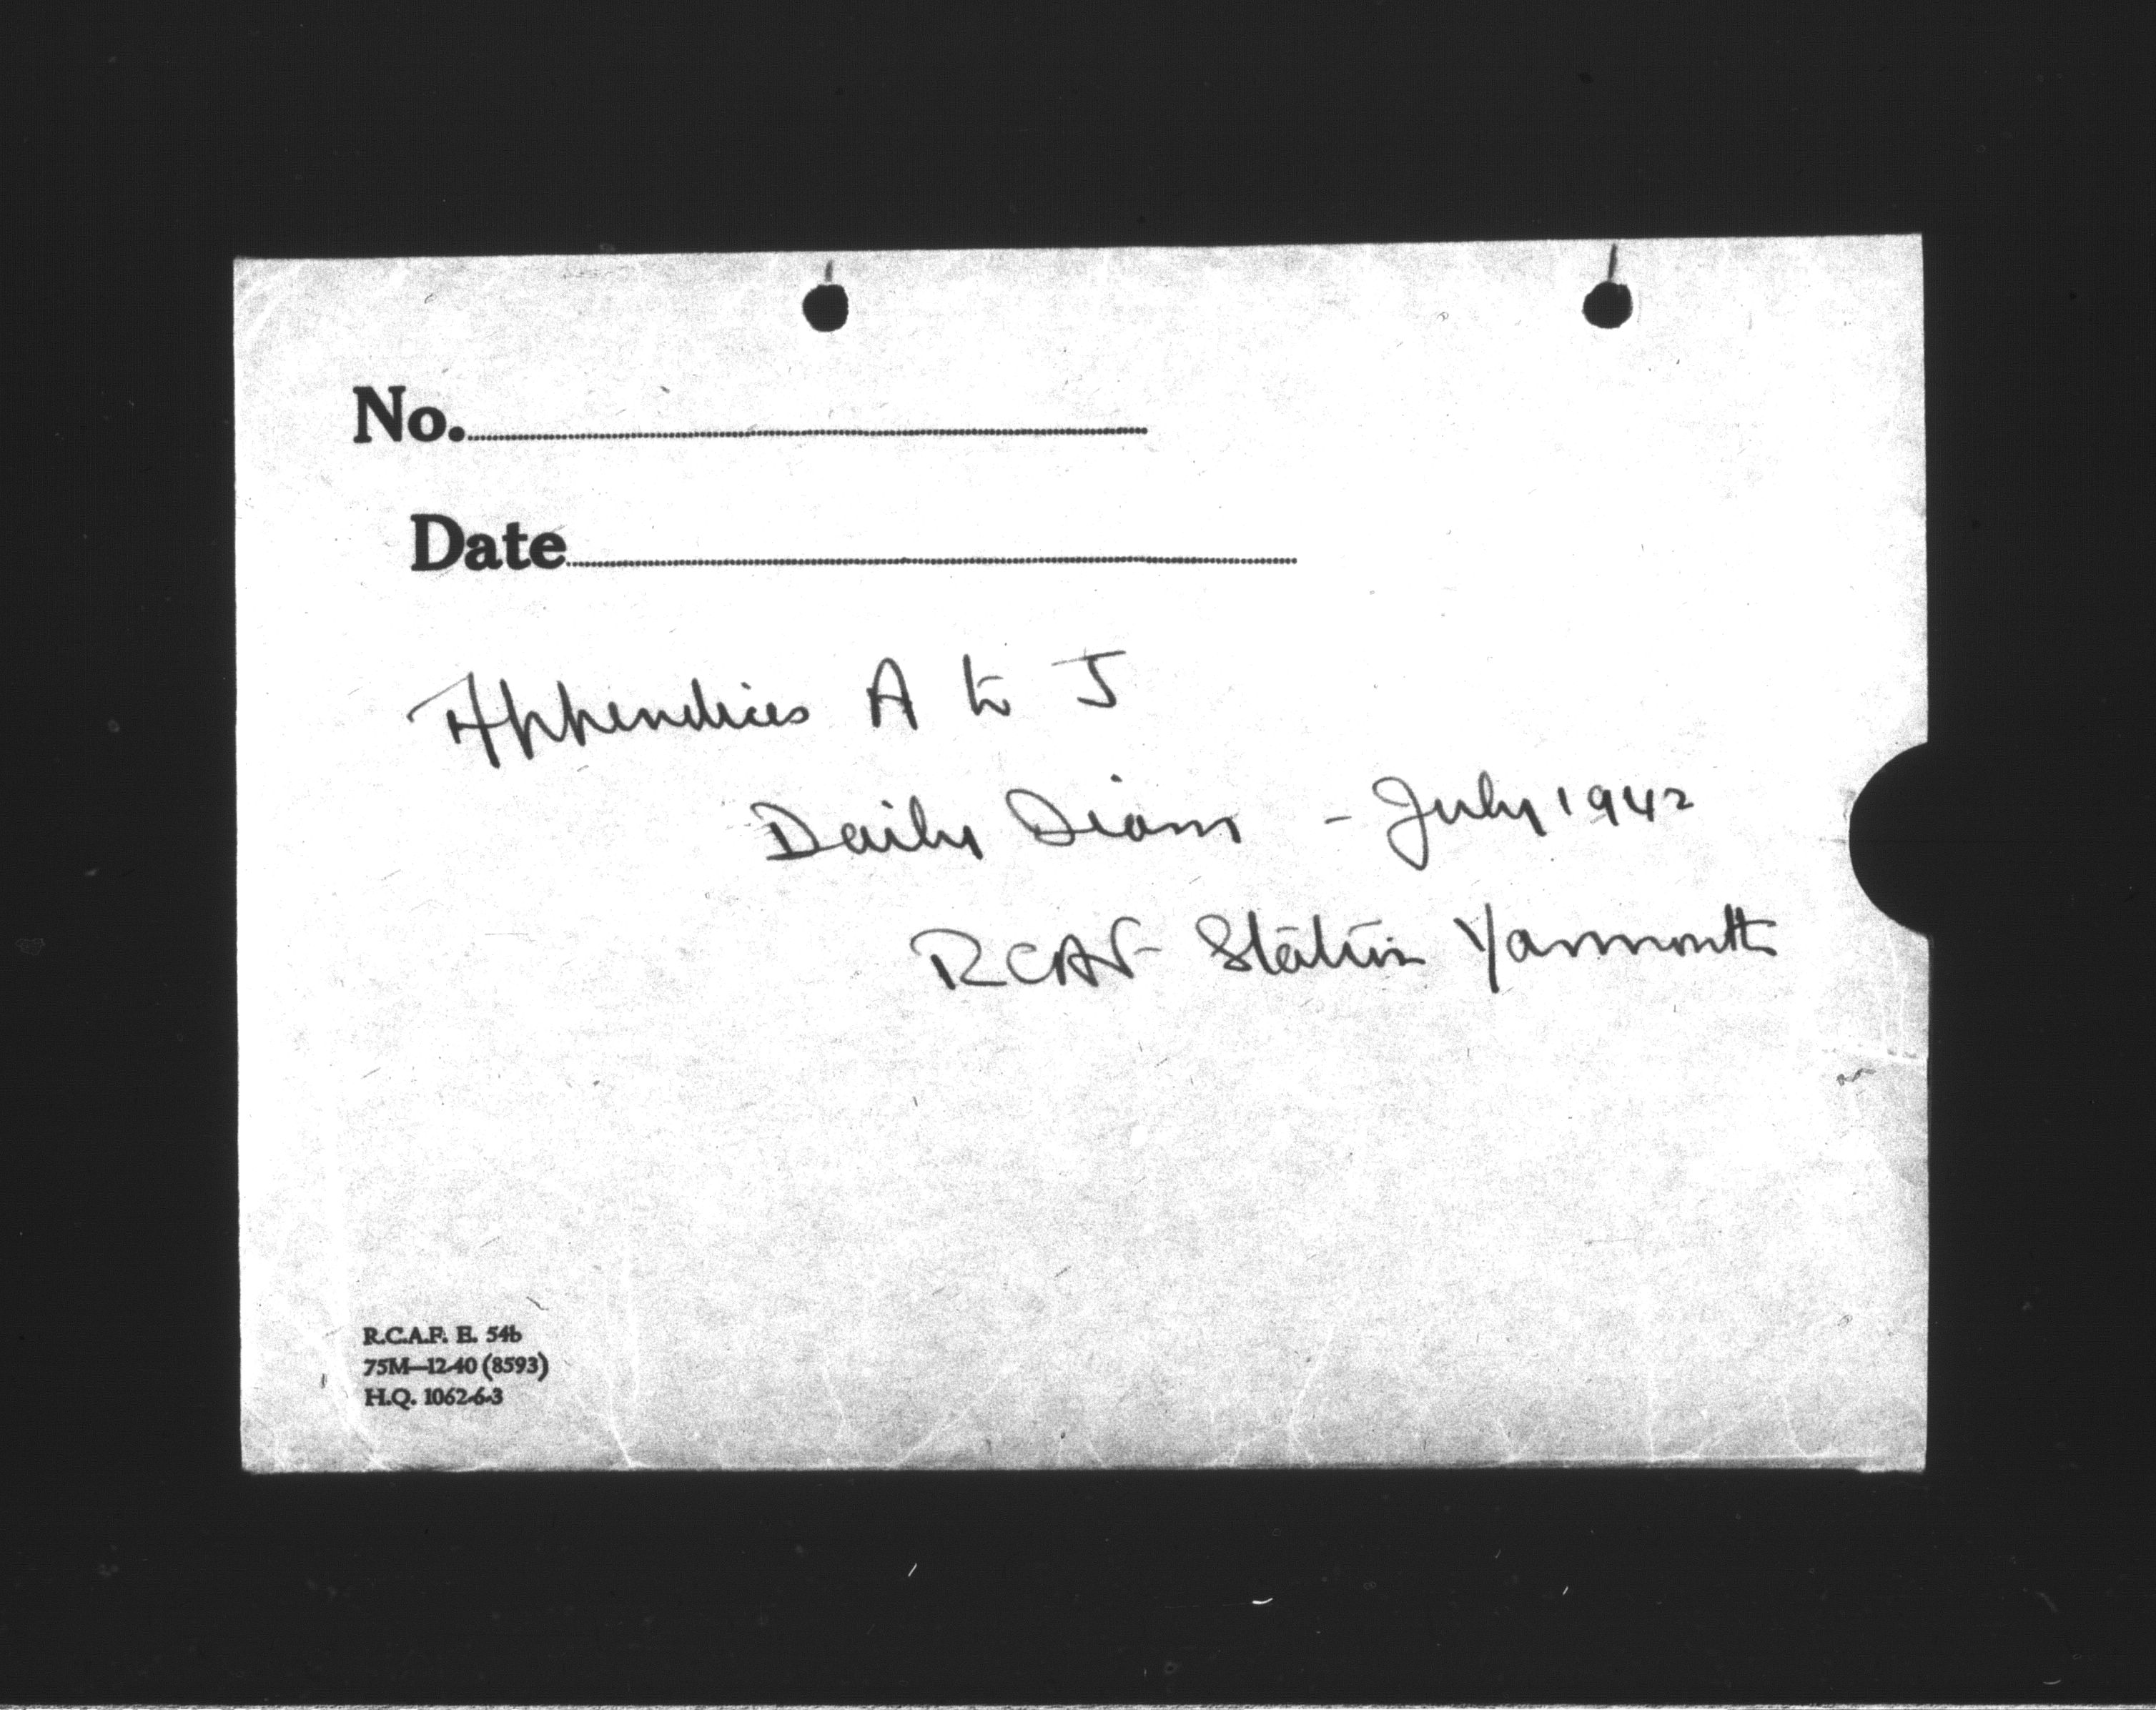 No.
Date
Appendices A to J
Daily Diary - July 1942
RCAF Station Yarmouth
R.C.A.F. E. 54b
75M—12-40 (8593)
H.Q. 1062-6-3